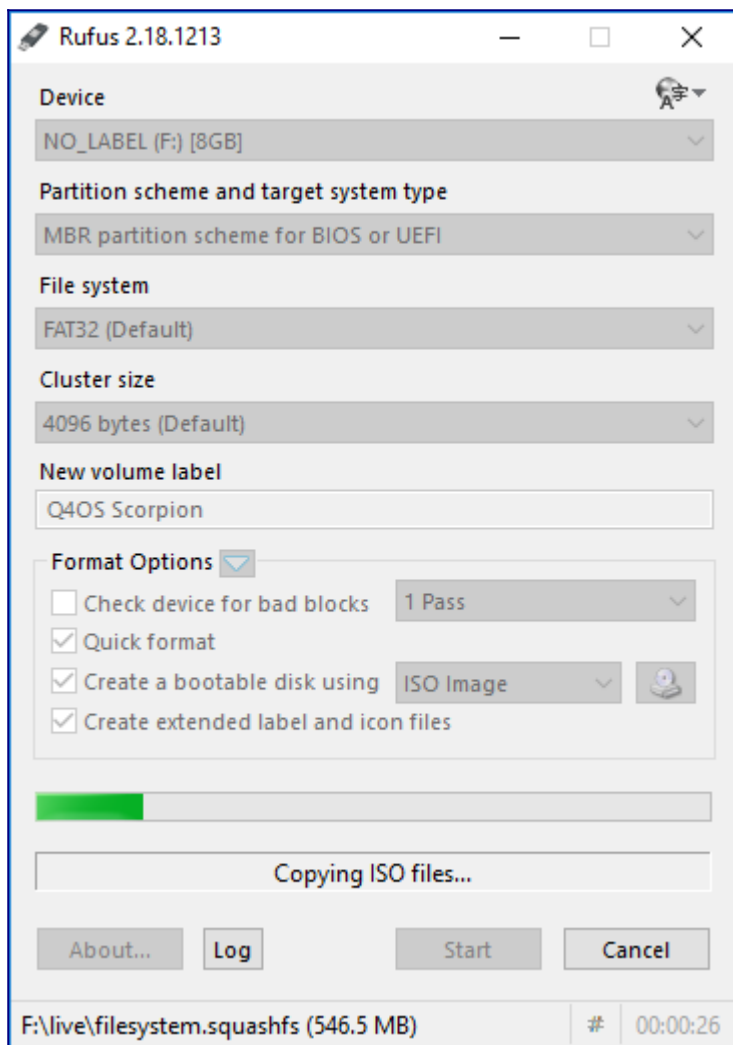 Rufus 2.18.1213
Device
A字
NO_LABEL (F:) [8GB]
Partition scheme and target system type
MBR partition scheme for BIOS or UEFI
File system
FAT32 (Default)
Cluster size
4096 bytes (Default)
New volume label
Q4OS Scorpion
Format Options
Check device for bad blocks 1 Pass
Quick format
Create a bootable disk using ISO Image
Create extended label and icon files
Copying ISO files...
About... Log Start Cancel
F:\live\filesystem.squashfs (546.5 MB) # 00:00:26